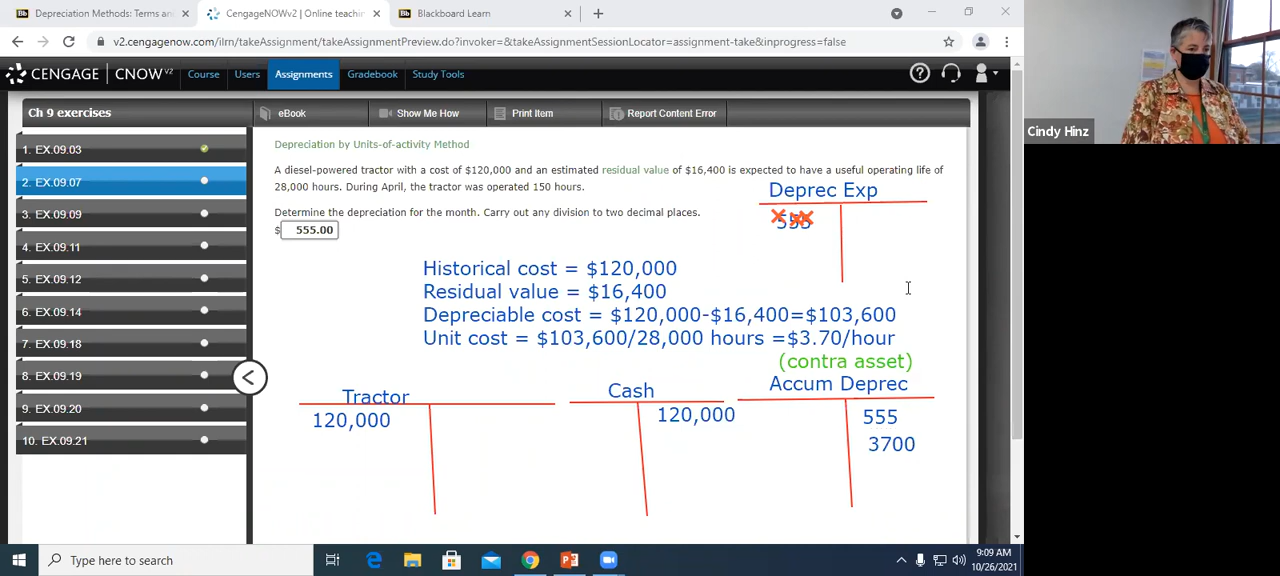 Depreciation Methods: Terms an
CengageNOWv2 | Online teachin
Blackboard Learn
v2.cengagenow.com/ilrn/takeAssignment/takeAssignmentPreview.do?invoker=&takeAssignmentSessionLocator=assignment-take&inprogress=false
CENGAGE CNOWv2 Course Users Assignments Gradebook Study Tools
Ch 9 exercises
eBook Show Me How Print Item Report Content Error
1. EX.09.03
2. EX.09.07
3. EX.09.09
4. EX.09.11
5. EX.09.12
6. EX.09.14
7. EX.09.18
8. EX.09.19
9. EX.09.20
10. EX.09.21
Depreciation by Units-of-activity Method
A diesel-powered tractor with a cost of $120,000 and an estimated residual value of $16,400 is expected to have a useful operating life of
28,000 hours. During April, the tractor was operated 150 hours.
Determine the depreciation for the month. Carry out any division to two decimal places.
$ 555.00
Deprec Exp
555
Historical cost = $120,000
Residual value = $16,400
Depreciable cost = $120,000-$16,400=$103,600
Unit cost = $103,600/28,000 hours =$3.70/hour
(contra asset)
Tractor
120,000
Cash
120,000
Accum Deprec
555
3700
Cindy Hinz
Type here to search
9:09 AM
10/26/2021